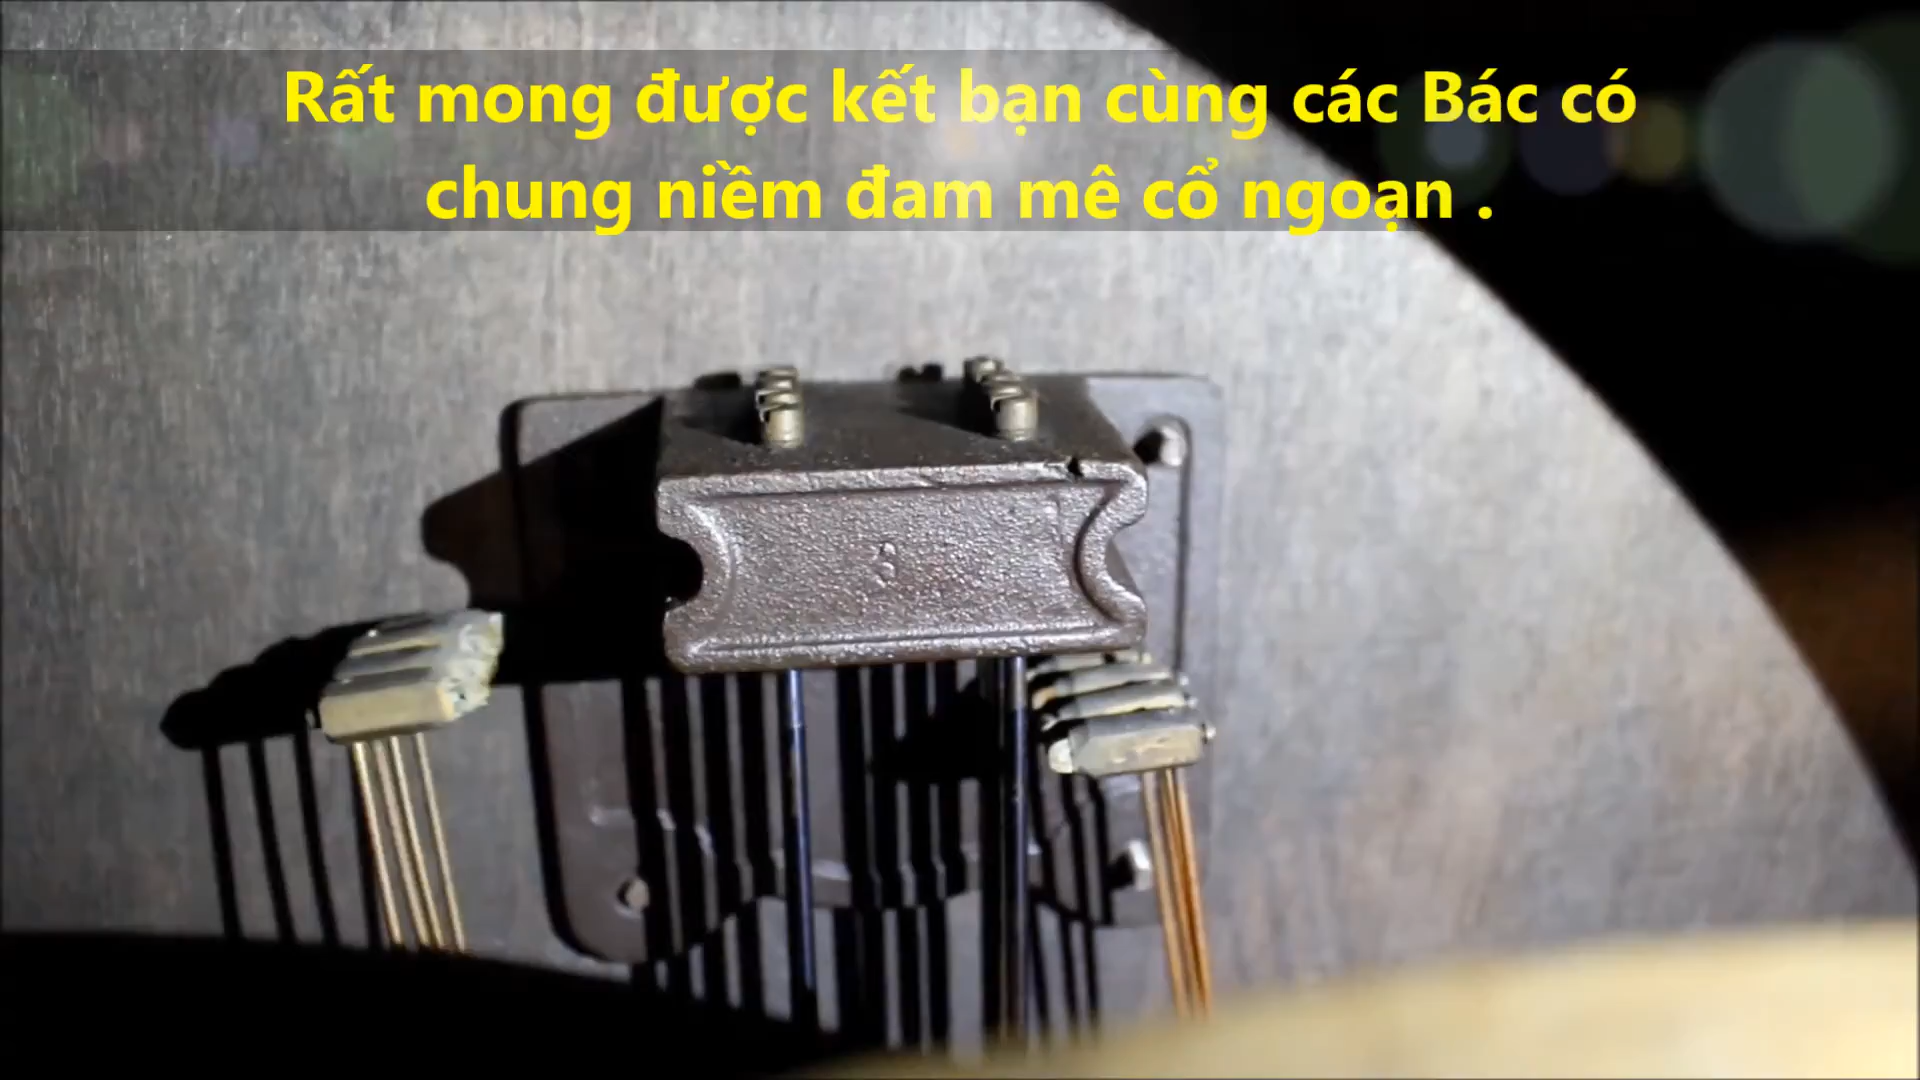 Rất mong được kết bạn cùng các Bác có
chung niềm đam mê cổ ngoạn .